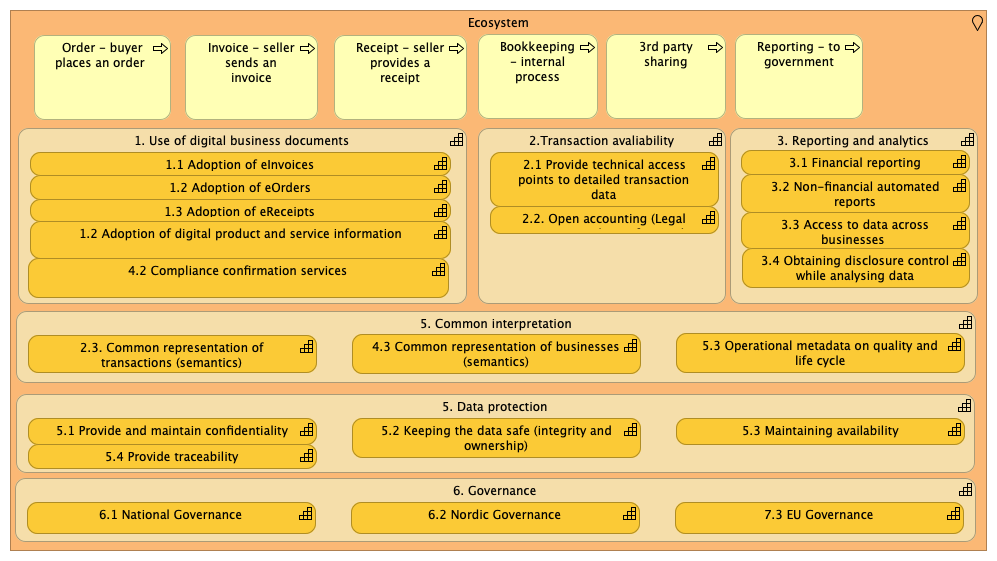 Ecosystem
Order – buyer
places an order
Invoice – seller
sends an
invoice
Receipt – seller
provides a
receipt
Bookkeeping
– internal
process
3rd party
sharing
Reporting – to
government
1. Use of digital business documents
1.1 Adoption of eInvoices
1.2 Adoption of eOrders
1.3 Adoption of eReceipts
1.2 Adoption of digital product and service information
4.2 Compliance confirmation services
2.Transaction avaliability
2.1 Provide technical access
points to detailed transaction
data
2.2. Open accounting (Legal
3. Reporting and analytics
3.1 Financial reporting
3.2 Non-financial automated
reports
3.3 Access to data across
businesses
3.4 Obtaining disclosure control
while analysing data
5. Common interpretation
2.3. Common representation of
transactions (semantics)
4.3 Common representation of businesses
(semantics)
5.3 Operational metadata on quality and
life cycle
5. Data protection
5.1 Provide and maintain confidentiality
5.4 Provide traceability
5.2 Keeping the data safe (integrity and
ownership)
5.3 Maintaining availability
6. Governance
6.1 National Governance
6.2 Nordic Governance
7.3 EU Governance